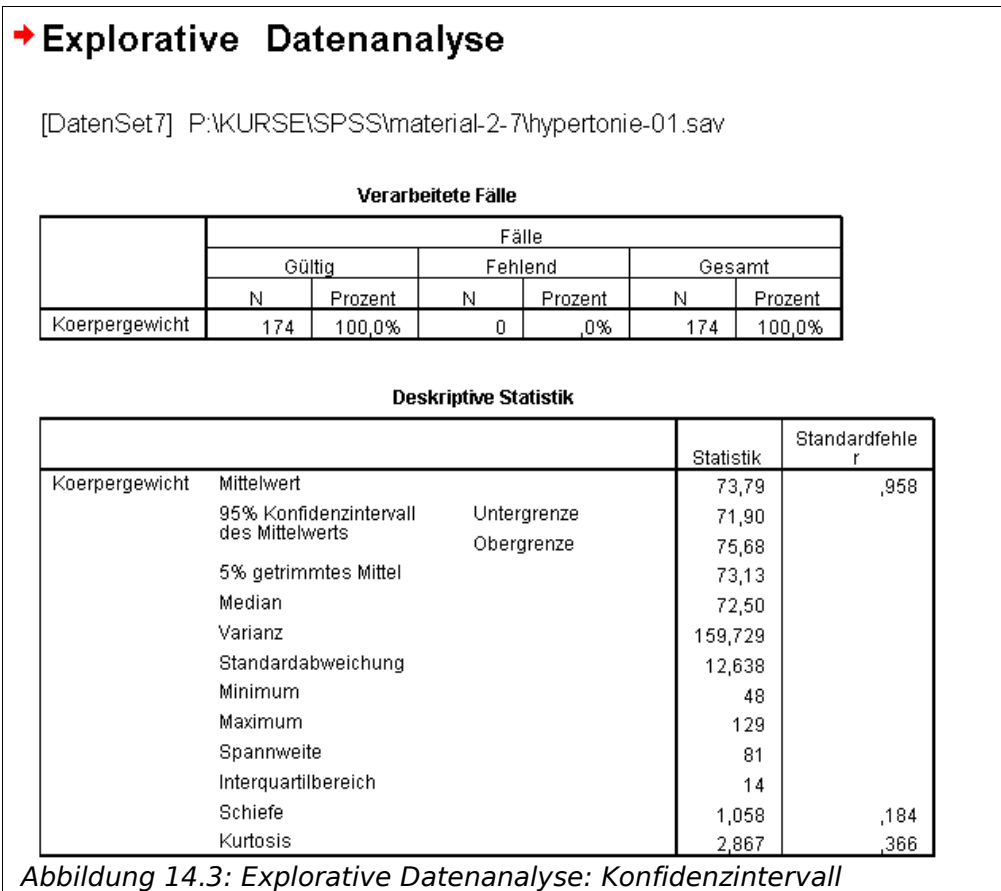 Explorative Datenanalyse
[DatenSet7] P:\KURSE\SPSS\material-2-7\hypertonie-01.sav
Verarbeitete Fälle
Fälle
Gültig Fehlend Gesamt
N Prozent N Prozent N Prozent
Koerpergewicht 174 100,0% 0 ,0% 174 100,0%
Deskriptive Statistik
Statistik Standardfehle
r
Koerpergewicht Mittelwert 73,79 ,958
95% Konfidenzintervall Untergrenze 71,90
des Mittelwerts
Obergrenze 75,68
5% getrimmtes Mittel 73,13
Median 72,50
Varianz 159,729
Standardabweichung 12,638
Minimum 48
Maximum 129
Spannweite 81
Interquartilbereich 14
Schiefe 1,058 ,184
Kurtosis 2,867 ,366
Abbildung 14.3: Explorative Datenanalyse: Konfidenzintervall